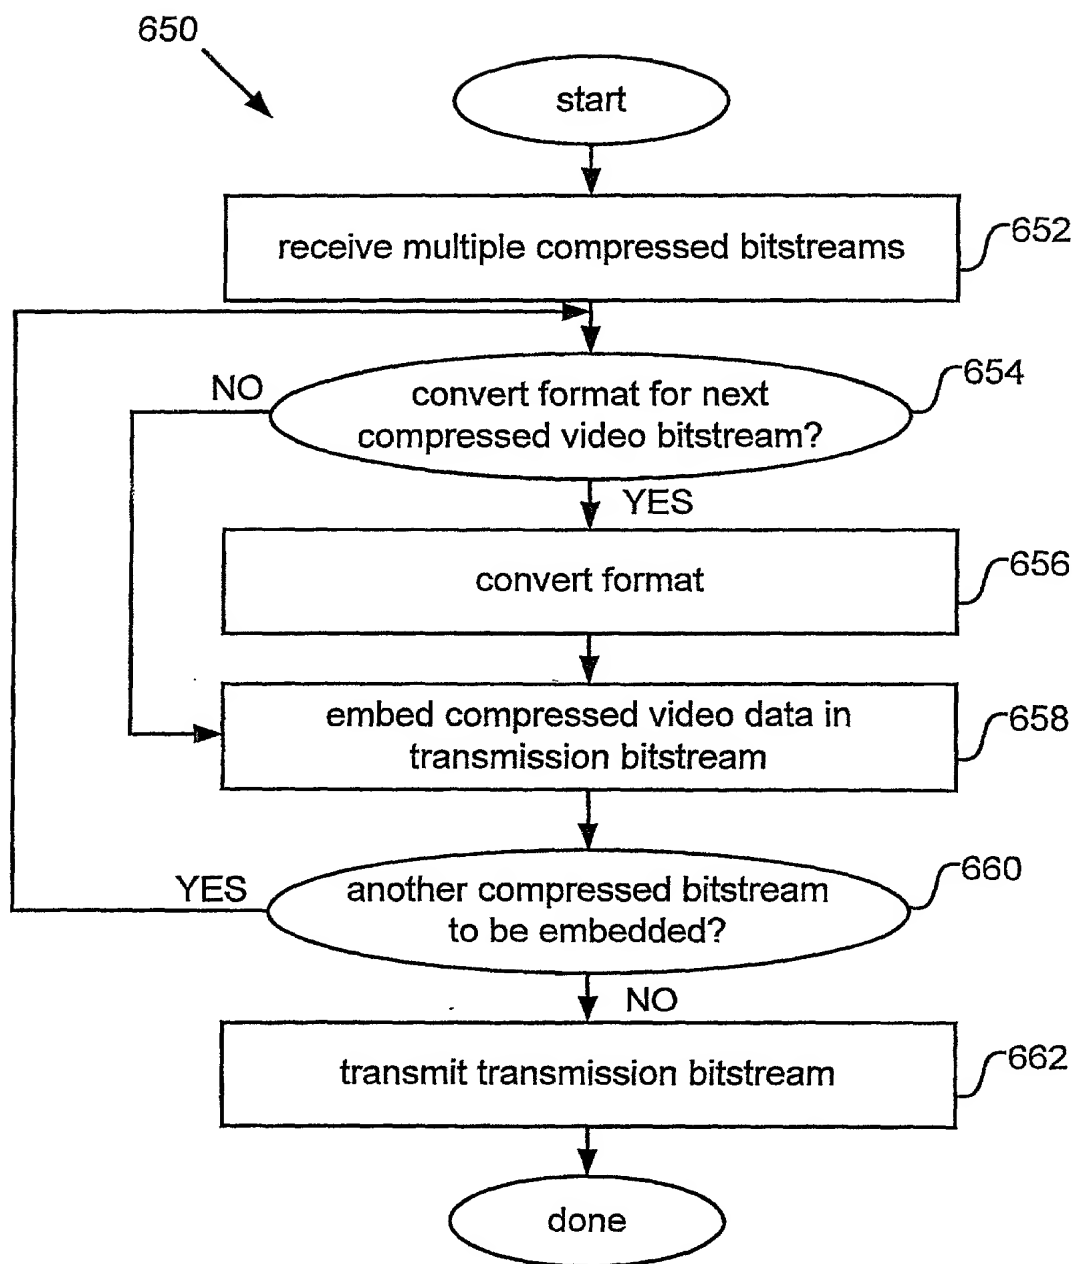 650
start
receive multiple compressed bitstreams
652
convert format for next
compressed video bitstream?
654
NO
YES
convert format
656
embed compressed video data in
transmission bitstream
658
another compressed bitstream
to be embedded?
660
YES
NO
transmit transmission bitstream
662
done